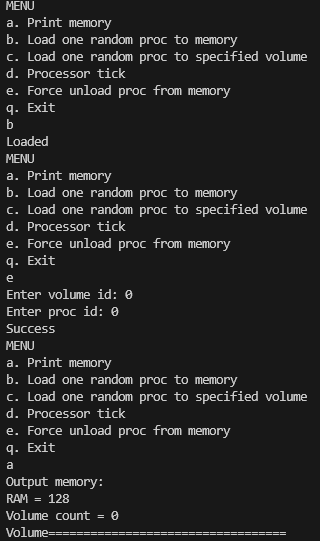 MENU
a. Print memory
b. Load one random proc to memory
c. Load one random proc to specified volume
d. Processor tick
e. Force unload proc from memory
q. Exit
b
Loaded
MENU
a. Print memory
b. Load one random proc to memory
c. Load one random proc to specified volume
d. Processor tick
e. Force unload proc from memory
q. Exit
e
Enter volume id: 0
Enter proc id: 0
Success
MENU
a. Print memory
b. Load one random proc to memory
c. Load one random proc to specified volume
d. Processor tick
e. Force unload proc from memory
q. Exit
a
Output memory:
RAM = 128
Volume count = 0
Volume==================================